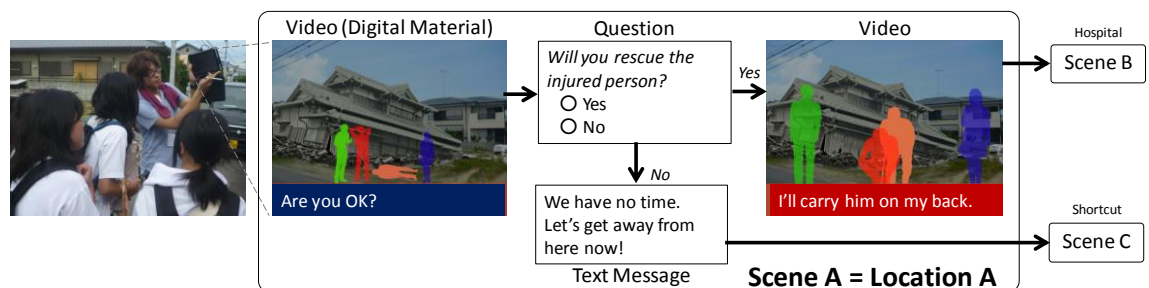 Video (Digital Material)
Are you OK?
Question
Will you rescue the
injured person?
Yes
No
Yes
No
We have no time.
Let's get away from
here now!
Text Message
Video
I'll carry him on my back.
Scene A = Location A
Hospital
Scene B
Shortcut
Scene C